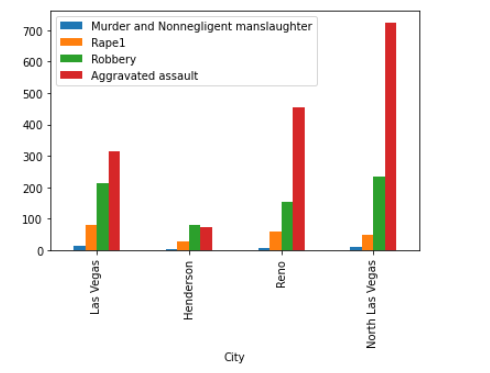 Murder and Nonnegligent manslaughter
Rape1
Robbery
Aggravated assault
700
600
500
400
300
200
100
0
Las Vegas
Henderson
Reno
North Las Vegas
City